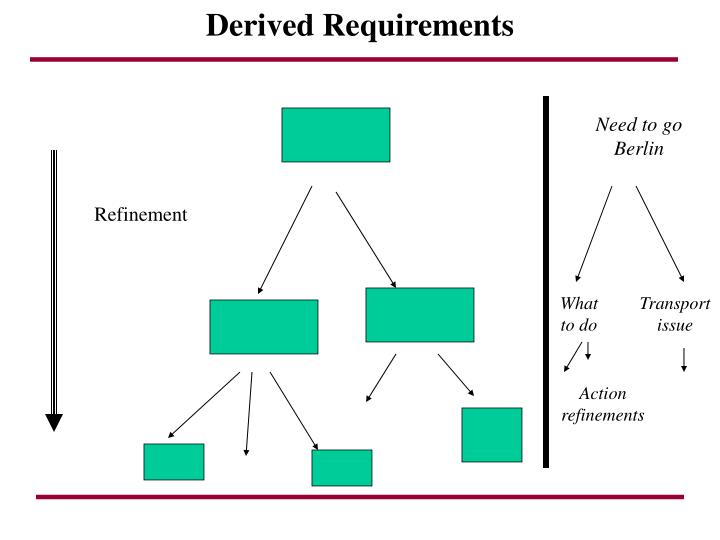 Derived Requirements
Need to go
Berlin
Refinement
What
to do
Transport
issue
Action
refinements